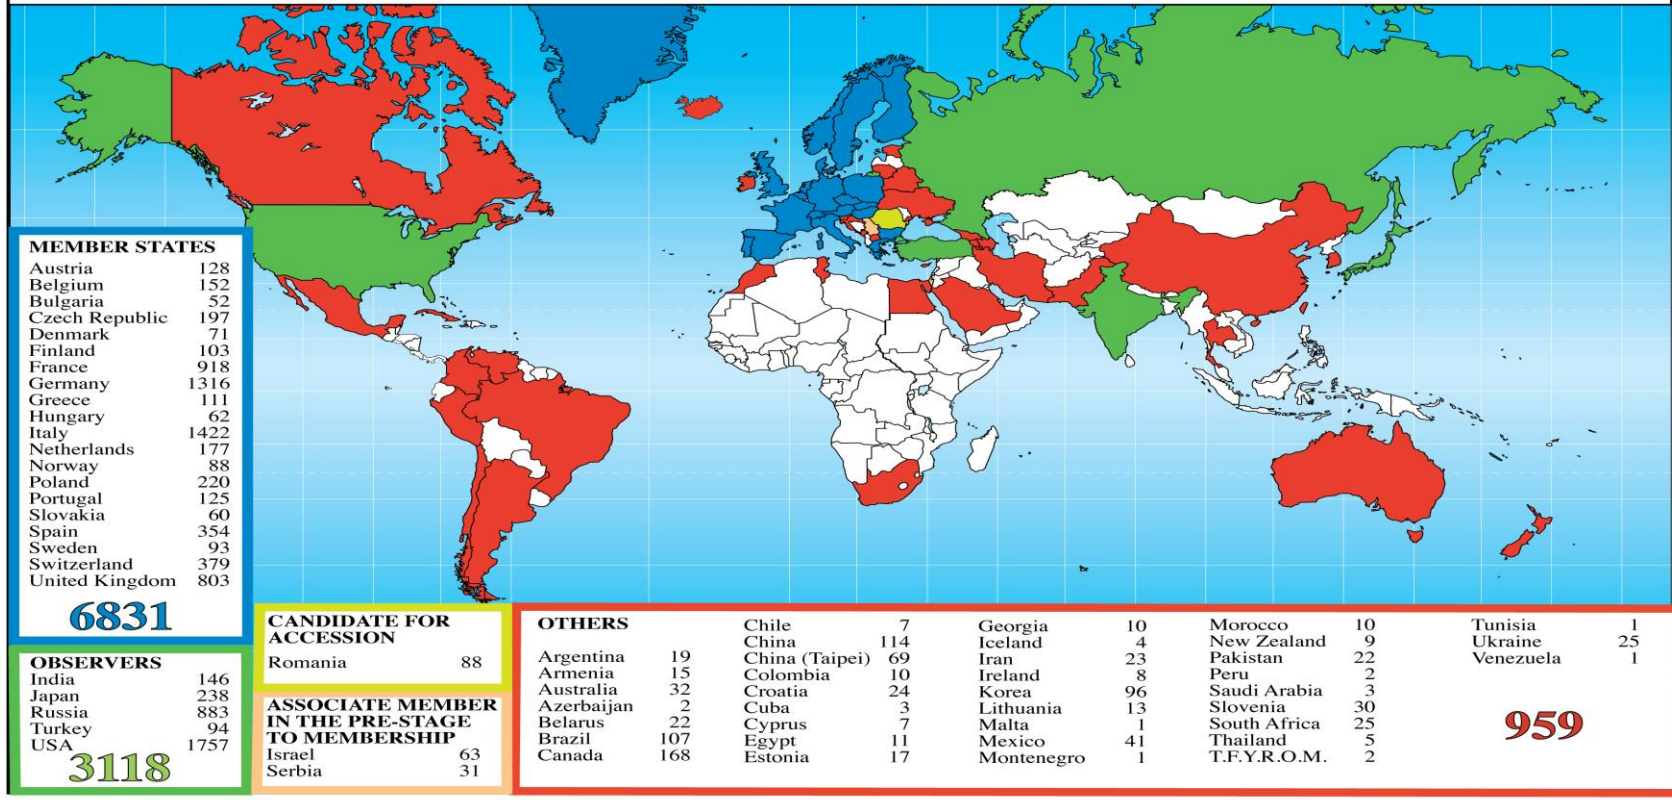 MEMBER STATES
Austria 128
Belgium 152
Bulgaria 52
Czech Republic 197
Denmark 71
Finland 103
France 918
Germany 1316
Greece 111
Hungary 62
Italy 1422
Netherlands 177
Norway 88
Poland 220
Portugal 125
Slovakia 60
Spain 354
Sweden 93
Switzerland 379
United Kingdom 803
6831
OBSERVERS
India 146
Japan 238
Russia 883
Turkey 94
USA 1757
3118
CANDIDATE FOR
ACCESSION
Romania 88
ASSOCIATE MEMBER
IN THE PRE-STAGE
TO MEMBERSHIP
Israel 63
Serbia 31
OTHERS
Argentina 19
Armenia 15
Australia 32
Azerbaijan 2
Belarus 22
Brazil 107
Canada 168
Chile 7
China 114
China (Taipei) 69
Colombia 10
Croatia 24
Cuba 3
Cyprus 7
Egypt 11
Estonia 17
Georgia 10
Iceland 4
Iran 23
Ireland 8
Korea 96
Lithuania 13
Malta 1
Mexico 41
Montenegro 1
Morocco 10
New Zealand 9
Pakistan 22
Peru 2
Saudi Arabia 3
Slovenia 30
South Africa 25
Thailand 5
T.F.Y.R.O.M. 2
Tunisia 1
Ukraine 25
Venezuela 1
959